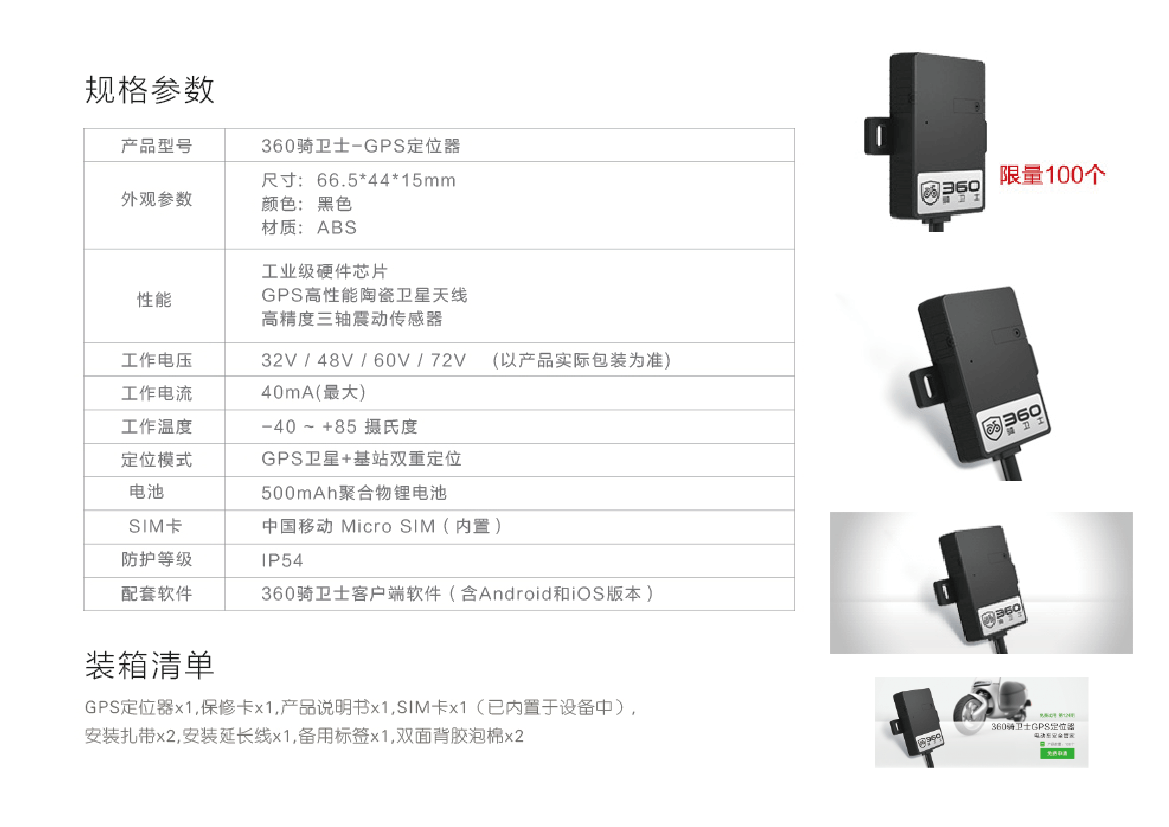 规格参数
产品型号 360骑卫士-GPS定位器
外观参数 尺寸: 66.5*44*15mm
颜色: 黑色
材质: ABS
性能 工业级硬件芯片
GPS高性能陶瓷卫星天线
高精度三轴震动传感器
工作电压 32V / 48V / 60V / 72V (以产品实际包装为准)
工作电流 40mA(最大)
工作温度 -40 ~ +85 摄氏度
定位模式 GPS卫星+基站双重定位
电池 500mAh聚合物锂电池
SIM卡 中国移动 Micro SIM（内置）
防护等级 IP54
配套软件 360骑卫士客户端软件（含Android和iOS版本）
装箱清单
GPS定位器x1,保修卡x1,产品说明书x1,SIM卡x1（已内置于设备中）,
安装扎带x2,安装延长线x1,备用标签x1,双面背胶泡棉x2
360
骑卫士
限量100个
360
骑卫士
360
骑卫士
360
360骑卫士GPS定位器
电动车安全管家
免费申请